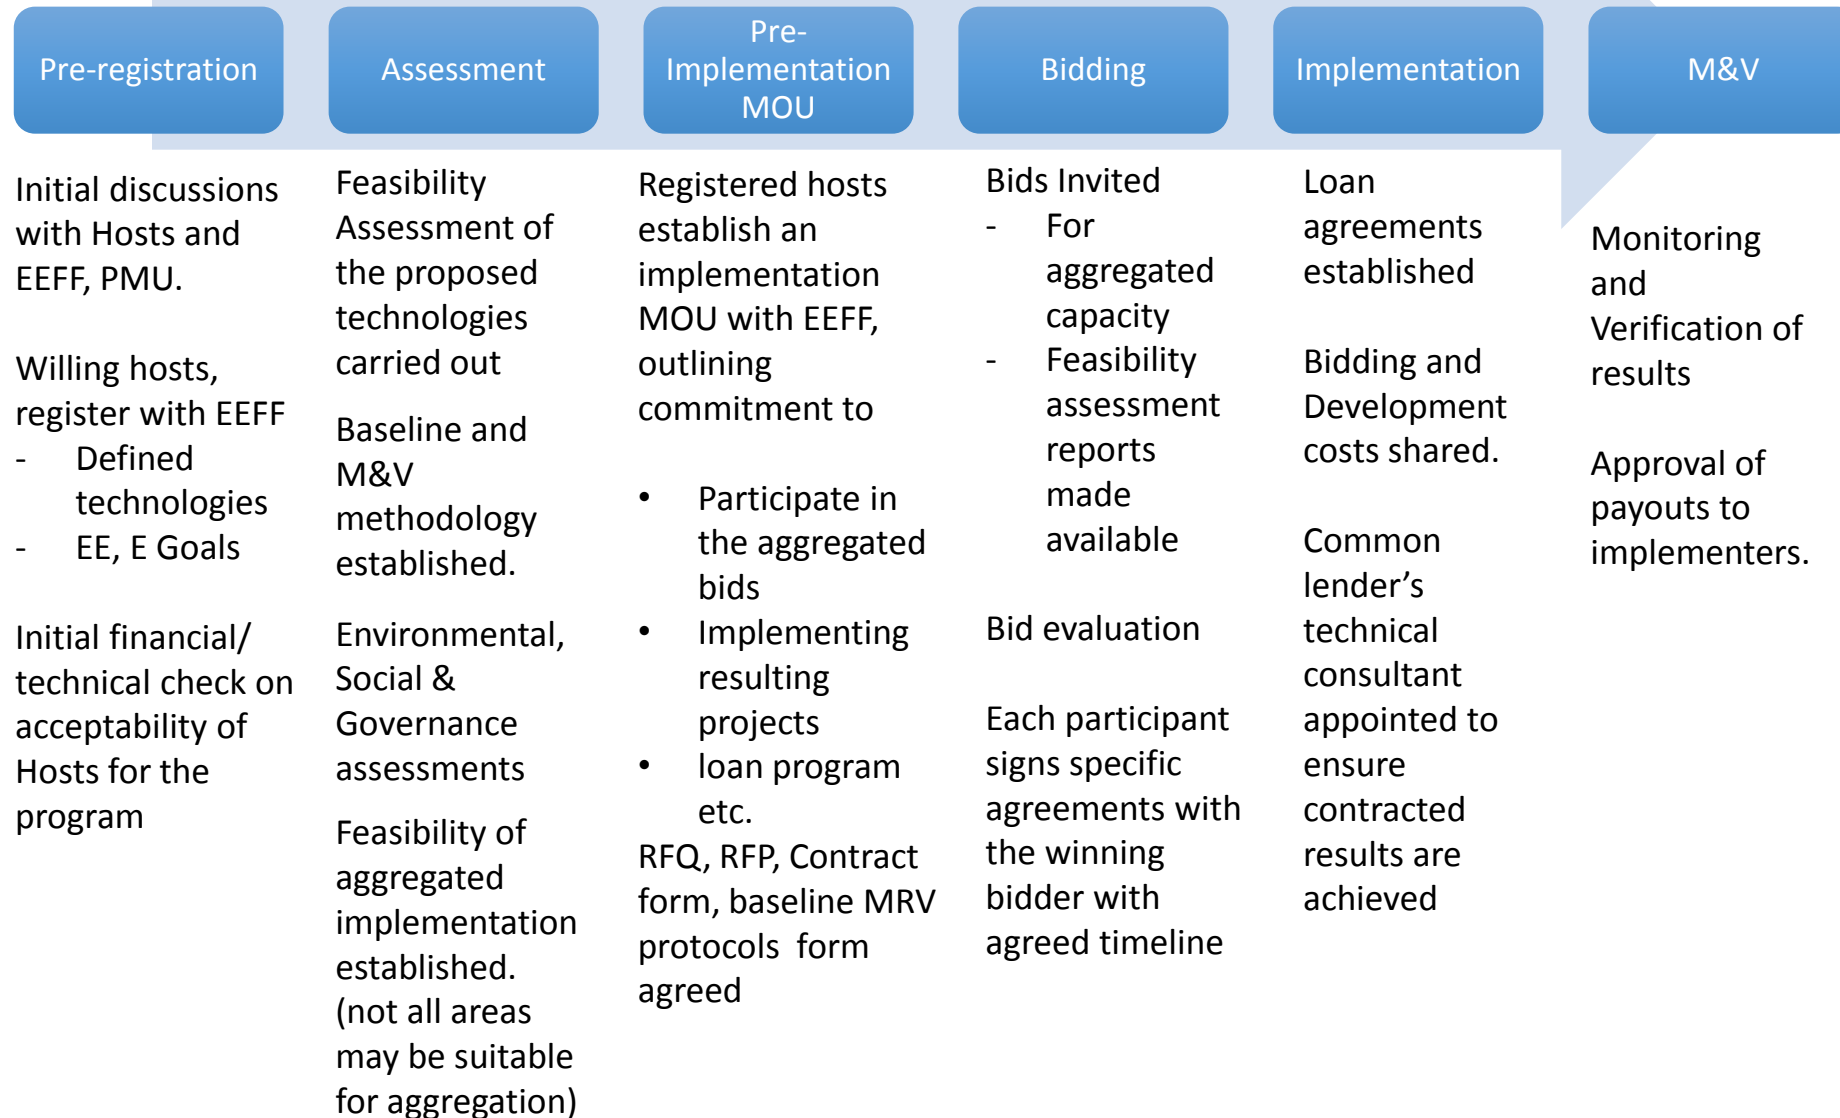 Pre-registration
Assessment
Pre-
Implementation
MOU
Bidding
Implementation
M&V
Initial discussions
with Hosts and
EEFF, PMU.
Willing hosts,
register with EEFF
- Defined
technologies
- EE, E Goals
Initial financial/
technical check on
acceptability of
Hosts for the
program
Feasibility
Assessment of
the proposed
technologies
carried out
Baseline and
M&V
methodology
established.
Environmental,
Social &
Governance
assessments
Feasibility of
aggregated
implementation
established.
(not all areas
may be suitable
for aggregation)
Registered hosts
establish an
implementation
MOU with EEFF,
outlining
commitment to
• Participate in
the aggregated
bids
• Implementing
resulting
projects
• loan program
etc.
RFQ, RFP, Contract
form, baseline MRV
protocols form
agreed
Bids Invited
- For
aggregated
capacity
- Feasibility
assessment
reports
made
available
Bid evaluation
Each participant
signs specific
agreements with
the winning
bidder with
agreed timeline
Loan
agreements
established
Bidding and
Development
costs shared.
Common
lender’s
technical
consultant
appointed to
ensure
contracted
results are
achieved
Monitoring
and
Verification of
results
Approval of
payouts to
implementers.